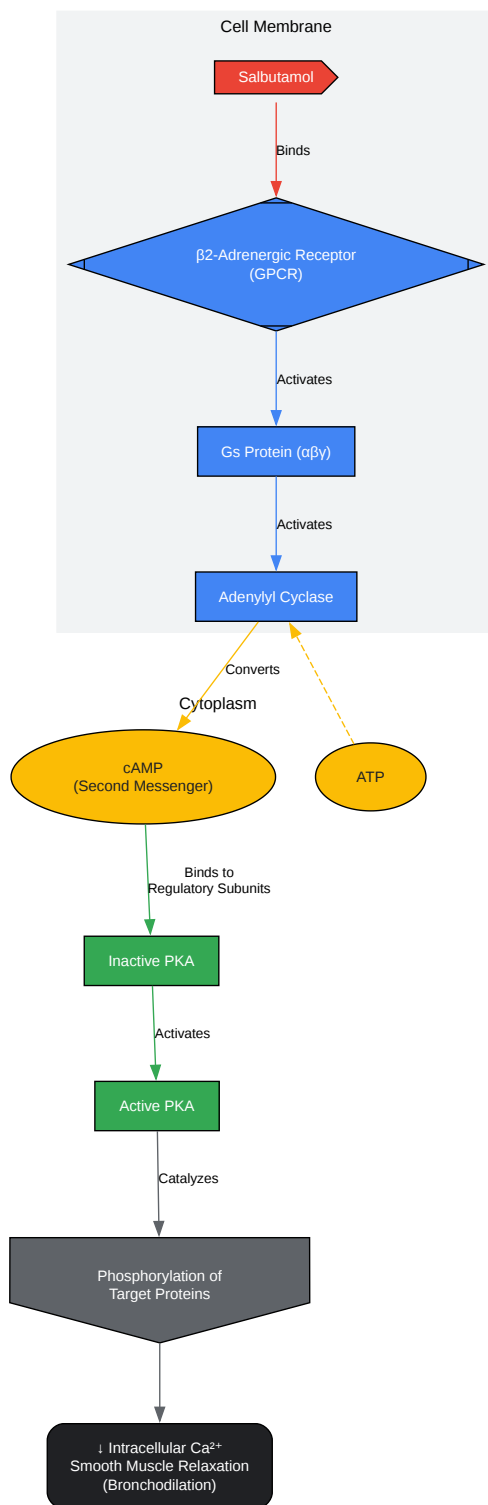 Cell Membrane
Salbutamol
Binds
β2-Adrenergic Receptor
(GPCR)
Activates
Gs Protein (αβγ)
Activates
Adenylyl Cyclase
Converts
Cytoplasm
cAMP
(Second Messenger)
ATP
Binds to
Regulatory Subunits
Inactive PKA
Activates
Active PKA
Catalyzes
Phosphorylation of
Target Proteins
↓ Intracellular Ca²⁺
Smooth Muscle Relaxation
(Bronchodilation)